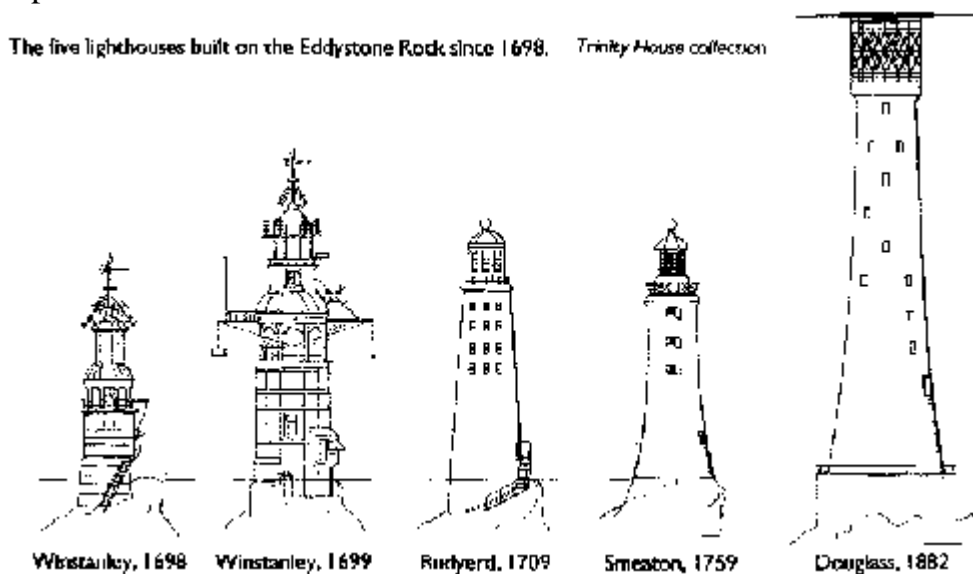 The five lighthouses built on the Eddystone Rock since 1698. Trinity House collection
Winstanley, 1698 Winstanley, 1699 Rudyerd, 1709 Smeaton, 1759 Douglass, 1882